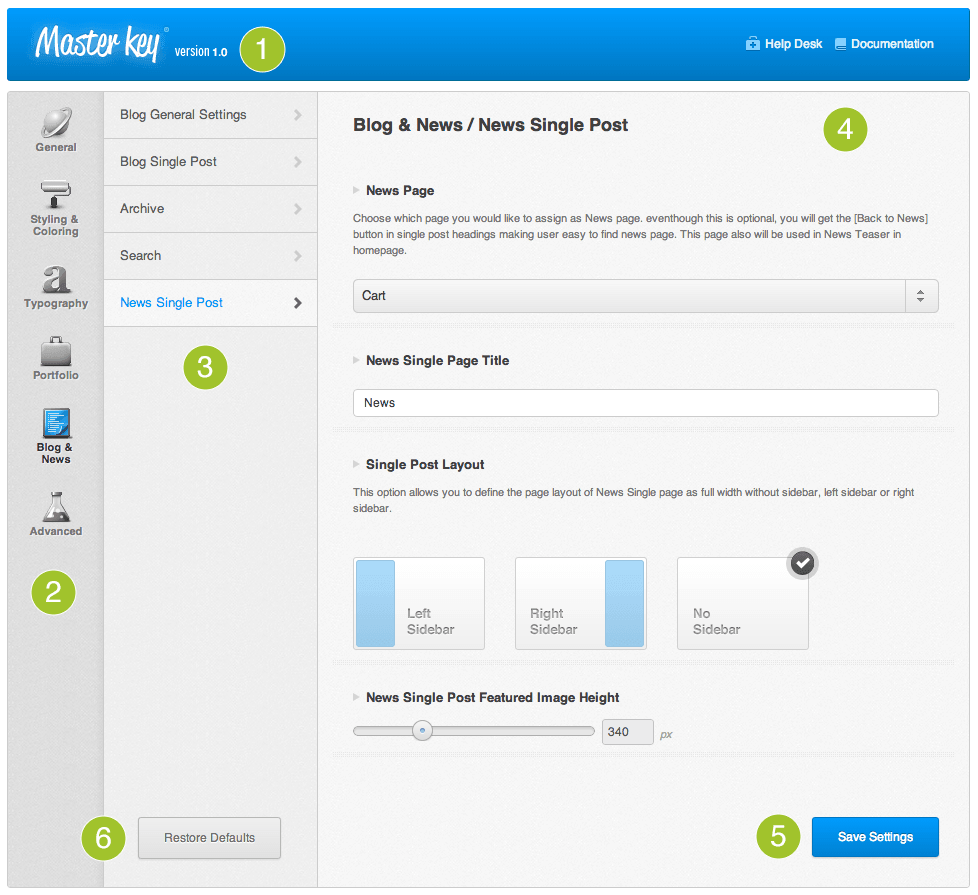 Master key® version 1.0
1
Help Desk
Documentation
General
Styling &
Coloring
a
Typography
Portfolio
Blog &
News
Advanced
2
Blog General Settings
Blog Single Post
Archive
Search
News Single Post
3
Blog & News / News Single Post
4
News Page
Choose which page you would like to assign as News page. eventhough this is optional, you will get the [Back to News]
button in single post headings making user easy to find news page. This page also will be used in News Teaser in
homepage.
Cart
News Single Page Title
News
Single Post Layout
This option allows you to define the page layout of News Single page as full width without sidebar, left sidebar or right
sidebar.
Left
Sidebar
Right
Sidebar
No
Sidebar
News Single Post Featured Image Height
340
px
6
Restore Defaults
5
Save Settings